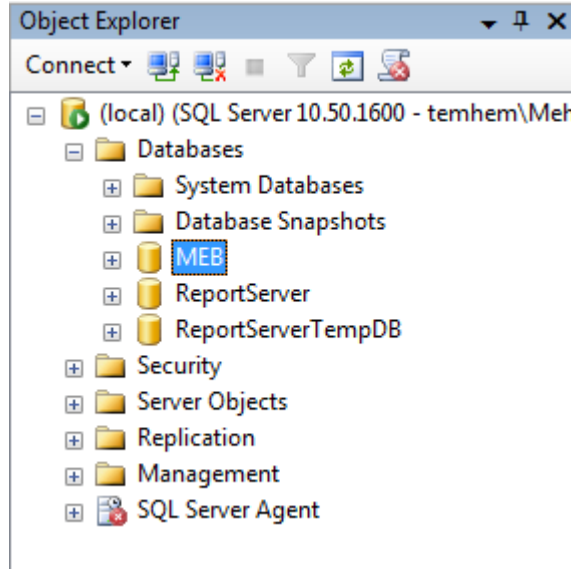 Object Explorer
Connect
(local) (SQL Server 10.50.1600 - temhem\Meh
Databases
System Databases
Database Snapshots
MEB
ReportServer
ReportServerTempDB
Security
Server Objects
Replication
Management
SQL Server Agent